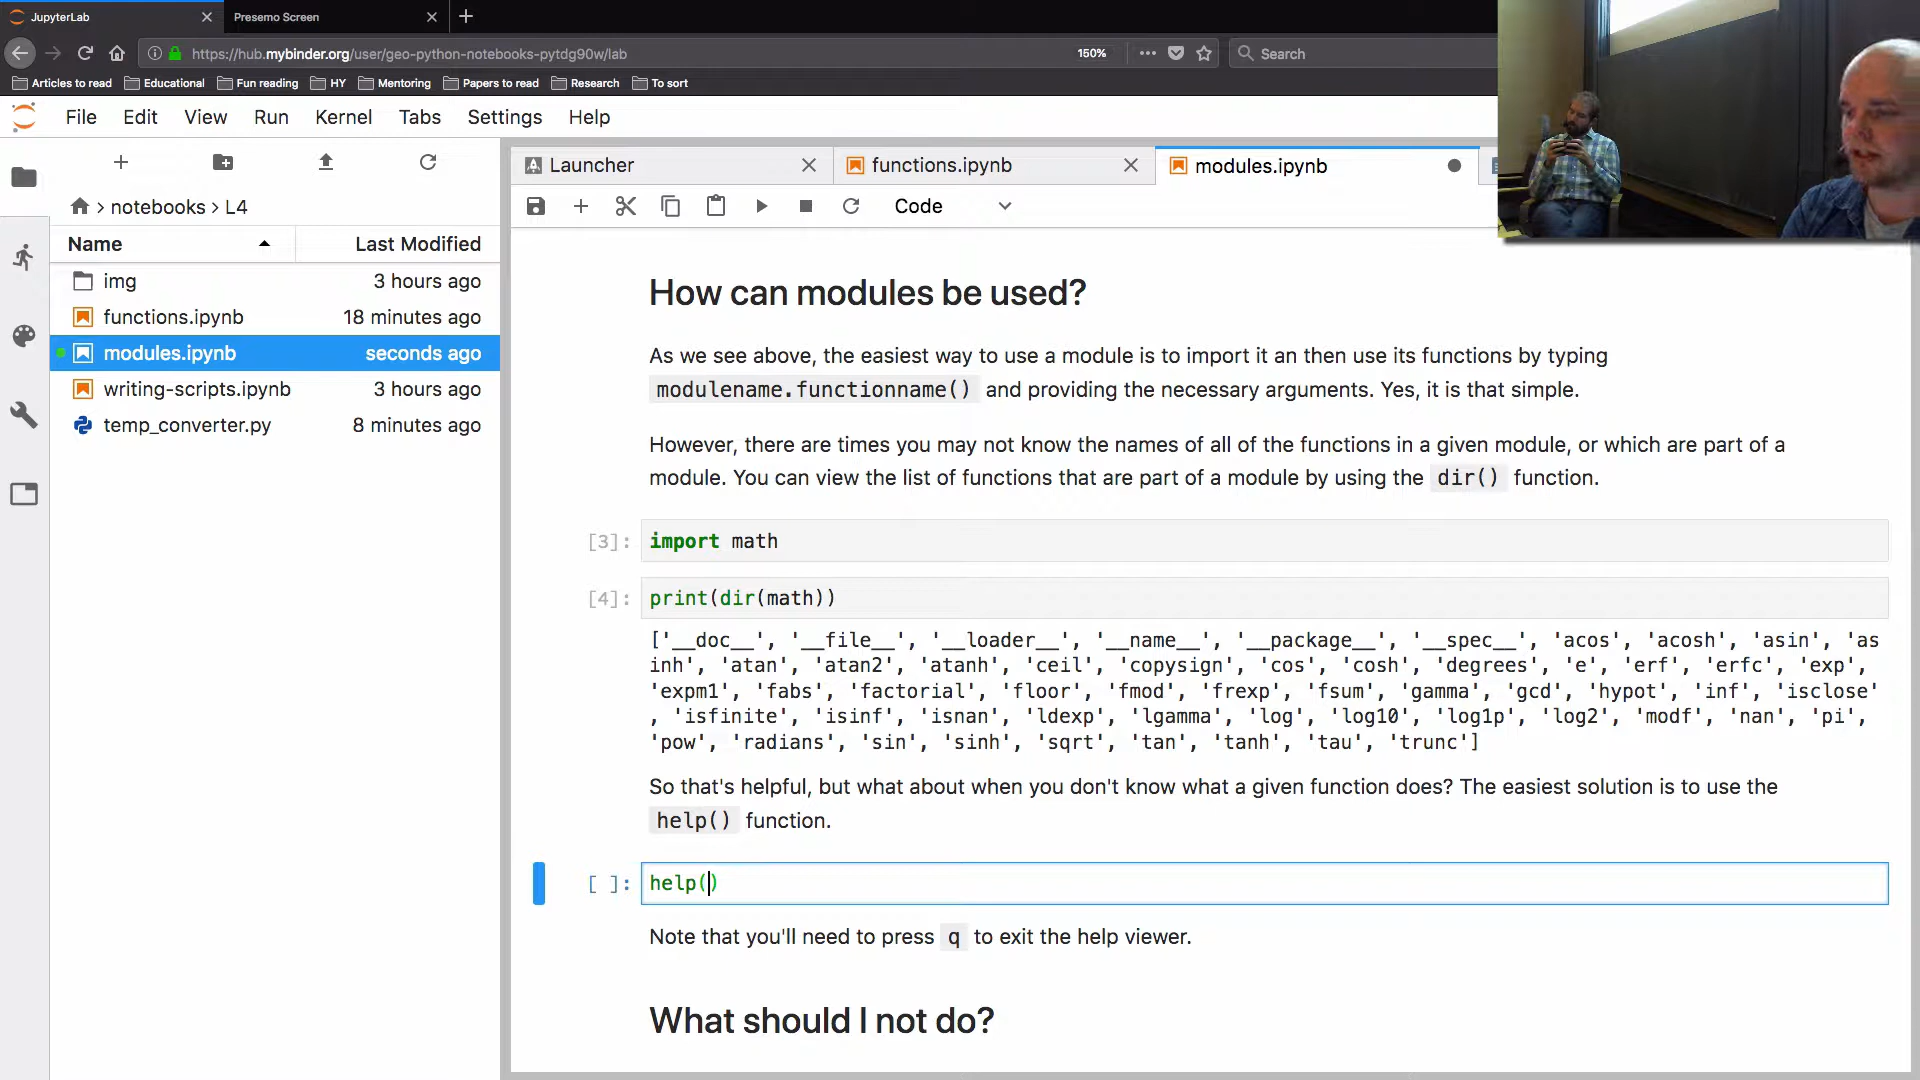 JupyterLab
Presemo Screen
https://hub.mybinder.org/user/geo-python-notebooks-pytdg90w/lab
150%
Search
Articles to read
Educational
Fun reading
HY
Mentoring
Papers to read
Research
To sort
File Edit View Run Kernel Tabs Settings Help
Launcher
functions.ipynb
modules.ipynb
Code
notebooks > L4
Name Last Modified
img 3 hours ago
functions.ipynb 18 minutes ago
modules.ipynb seconds ago
writing-scripts.ipynb 3 hours ago
temp_converter.py 8 minutes ago
How can modules be used?
As we see above, the easiest way to use a module is to import it an then use its functions by typing
modulename.functionname() and providing the necessary arguments. Yes, it is that simple.
However, there are times you may not know the names of all of the functions in a given module, or which are part of a
module. You can view the list of functions that are part of a module by using the dir() function.
[3]: import math
[4]: print(dir(math))
['__doc__', '__file__', '__loader__', '__name__', '__package__', '__spec__', 'acos', 'acosh', 'asin', 'as
inh', 'atan', 'atan2', 'atanh', 'ceil', 'copysign', 'cos', 'cosh', 'degrees', 'e', 'erf', 'erfc', 'exp',
'expm1', 'fabs', 'factorial', 'floor', 'fmod', 'frexp', 'fsum', 'gamma', 'gcd', 'hypot', 'inf', 'isclose'
, 'isfinite', 'isinf', 'isnan', 'ldexp', 'lgamma', 'log', 'log10', 'log1p', 'log2', 'modf', 'nan', 'pi',
'pow', 'radians', 'sin', 'sinh', 'sqrt', 'tan', 'tanh', 'tau', 'trunc']
So that's helpful, but what about when you don't know what a given function does? The easiest solution is to use the
help() function.
[ ]: help()
Note that you'll need to press q to exit the help viewer.
What should I not do?